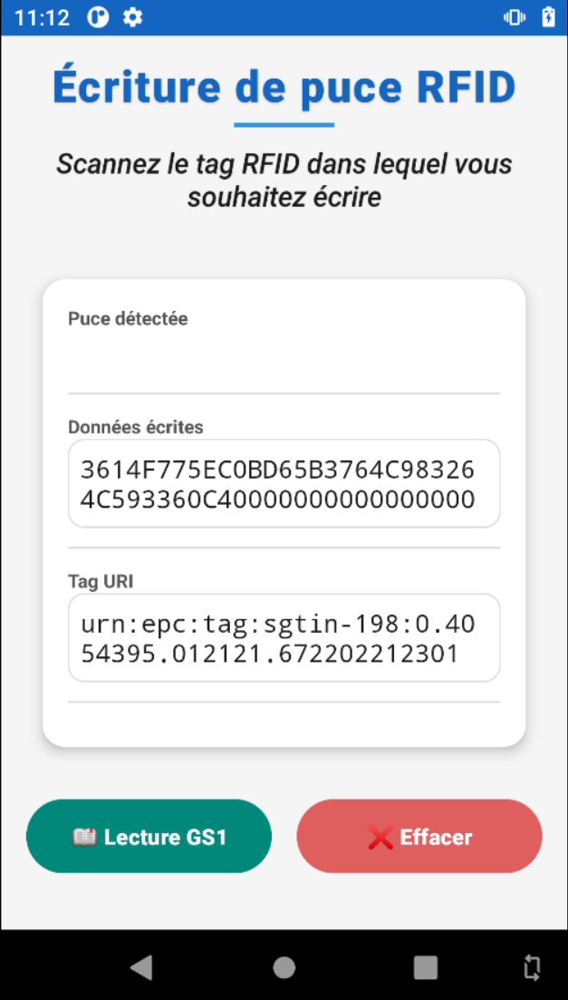 11:12
Écriture de puce RFID
Scannez le tag RFID dans lequel vous
souhaitez écrire
Puce détectée
Données écrites
3614F775EC0BD65B3764C98326
4C593360C40000000000000000
Tag URI
urn:epc:tag:sgtin-198:0.40
54395.012121.672202212301
Lecture GS1
Effacer